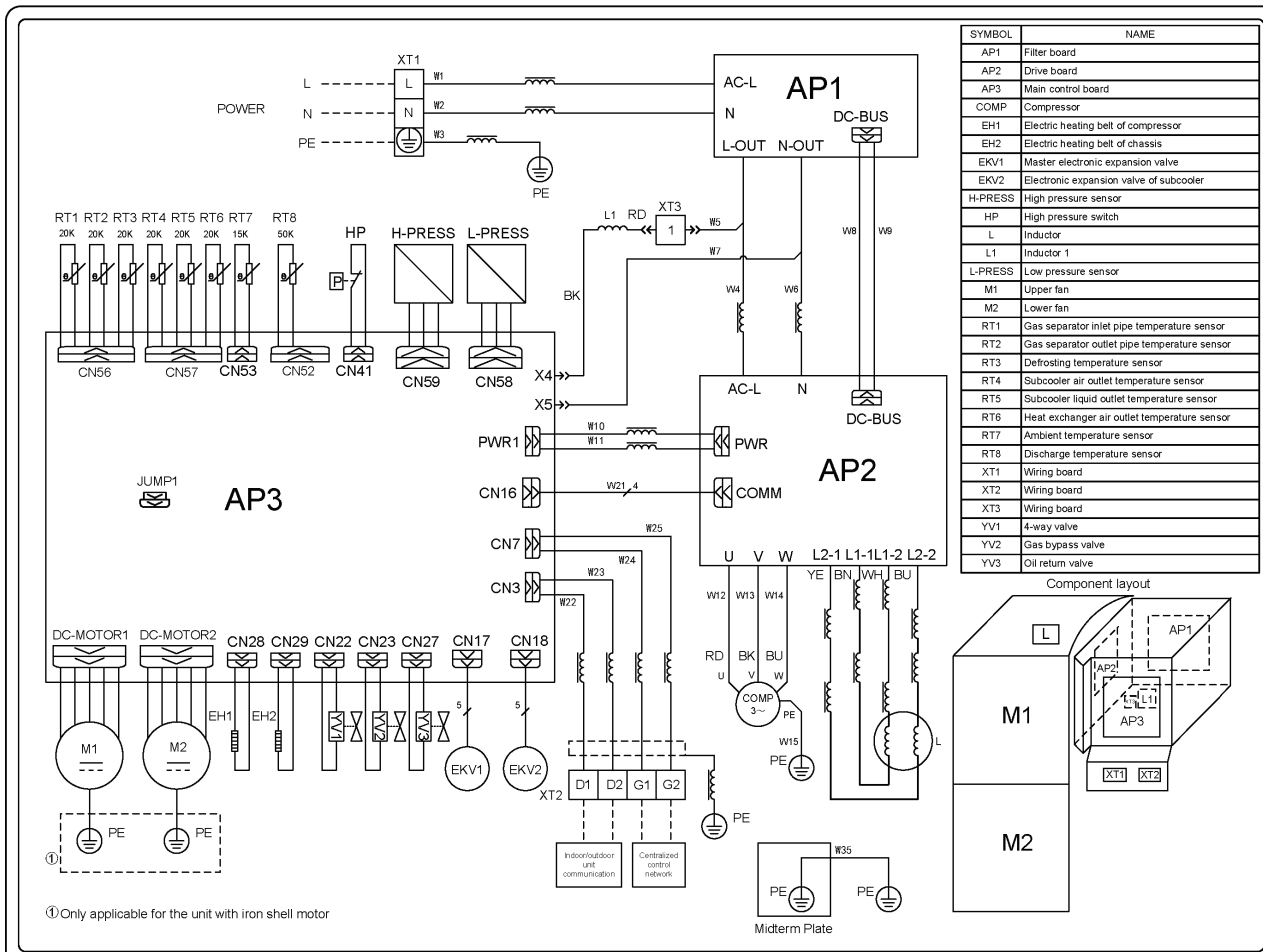 XT1
L
L
W1
N
N
W2
POWER
PE
W3
PE
AP1
AC-L
N
DC-BUS
L-OUT N-OUT
RT1 RT2 RT3 RT4 RT5 RT6 RT7 RT8
20K 20K 20K 20K 20K 20K 15K 50K
HP
P
H-PRESS
L-PRESS
L1
RD
XT3
1
W5
W7
BK
W4
W6
W8
W9
CN56
CN57
CN53
CN52
CN41
CN59
CN58
X4
X5
PWR1
W10
W11
PWR
CN16
W21
4
COMM
CN7
W25
W24
CN3
W23
W22
JUMP1
AP3
AC-L
N
DC-BUS
AP2
U V W L2-1 L1-1 L1-2 L2-2
YE BN WH BU
W12 W13 W14
RD BK BU
U V W
COMP
3~
PE
W15
PE
L
DC-MOTOR1 DC-MOTOR2 CN28 CN29 CN22 CN23 CN27 CN17 CN18
EH1
EH2
YV1
YV2
YV3
5
5
M1
M2
EKV1
EKV2
PE
PE
①
XT2
D1 D2 G1 G2
PE
Indoor/outdoor
unit
communication
Centralized
control
network
W35
PE
PE
Midterm Plate
①Only applicable for the unit with iron shell motor
SYMBOL NAME
AP1 Filter board
AP2 Drive board
AP3 Main control board
COMP Compressor
EH1 Electric heating belt of compressor
EH2 Electric heating belt of chassis
EKV1 Master electronic expansion valve
EKV2 Electronic expansion valve of subcooler
H-PRESS High pressure sensor
HP High pressure switch
L Inductor
L1 Inductor 1
L-PRESS Low pressure sensor
M1 Upper fan
M2 Lower fan
RT1 Gas separator inlet pipe temperature sensor
RT2 Gas separator outlet pipe temperature sensor
RT3 Defrosting temperature sensor
RT4 Subcooler air outlet temperature sensor
RT5 Subcooler liquid outlet temperature sensor
RT6 Heat exchanger air outlet temperature sensor
RT7 Ambient temperature sensor
RT8 Discharge temperature sensor
XT1 Wiring board
XT2 Wiring board
XT3 Wiring board
YV1 4-way valve
YV2 Gas bypass valve
YV3 Oil return valve
Component layout
L
AP1
AP2
L1
AP3
M1
XT1 XT2
M2